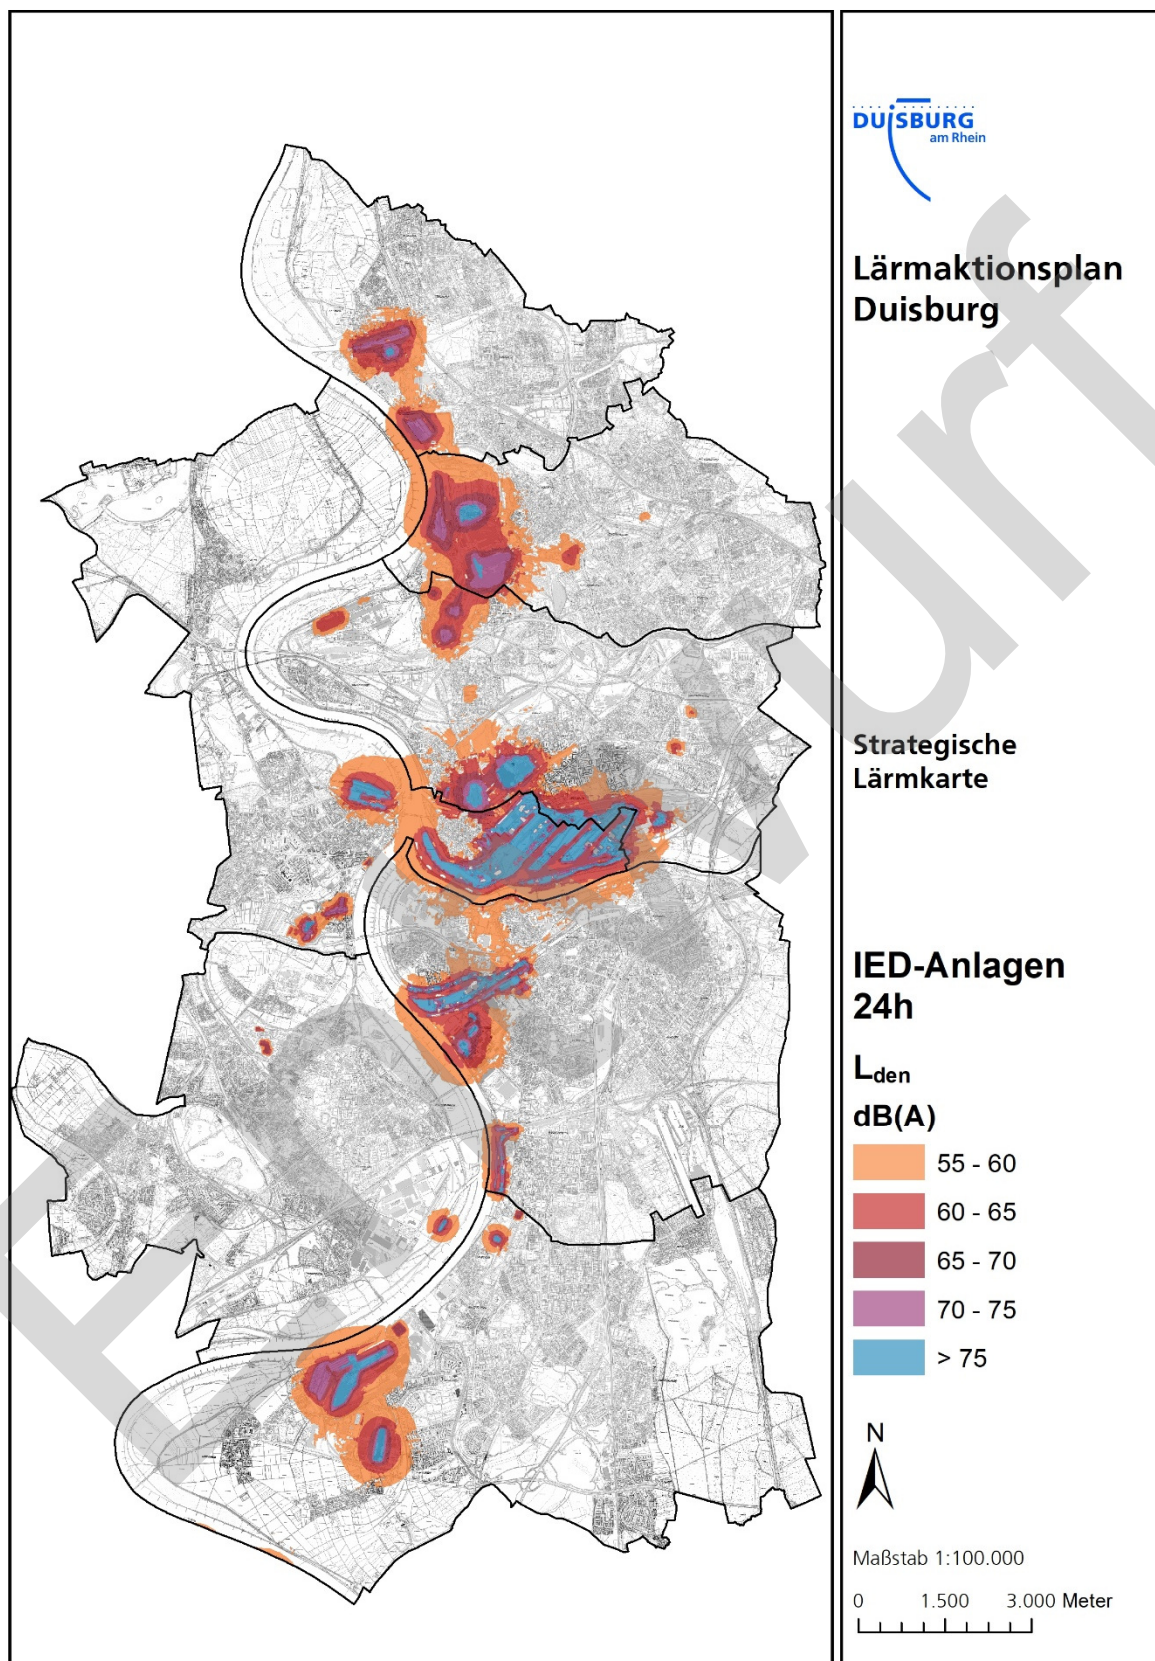 DUISBURG
am Rhein
Lärmaktionsplan
Duisburg
Strategische
Lärmkarte
IED-Anlagen
24h
Lden
dB(A)
55 - 60
60 - 65
65 - 70
70 - 75
> 75
N
Maßstab 1:100.000
0 1.500 3.000 Meter
Entwurf